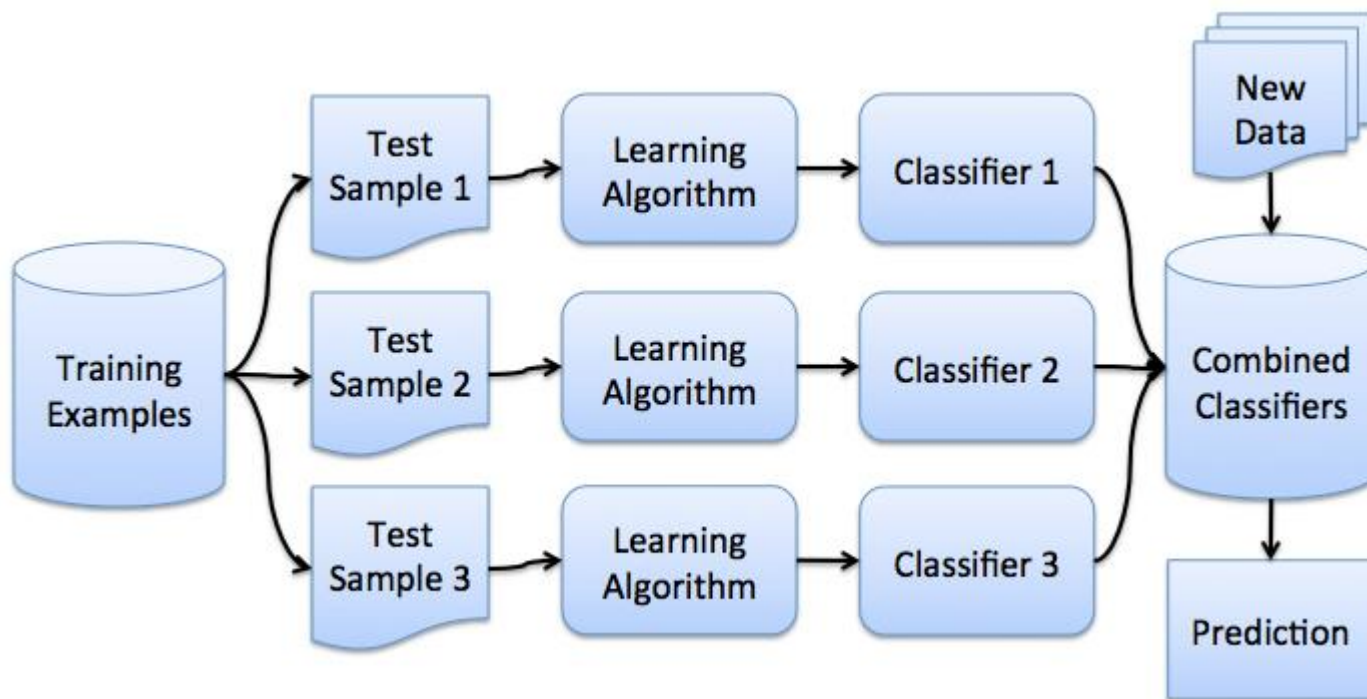 Training
Examples
Test
Sample 1
Learning
Algorithm
Classifier 1
Test
Sample 2
Learning
Algorithm
Classifier 2
Test
Sample 3
Learning
Algorithm
Classifier 3
New
Data
Combined
Classifiers
Prediction